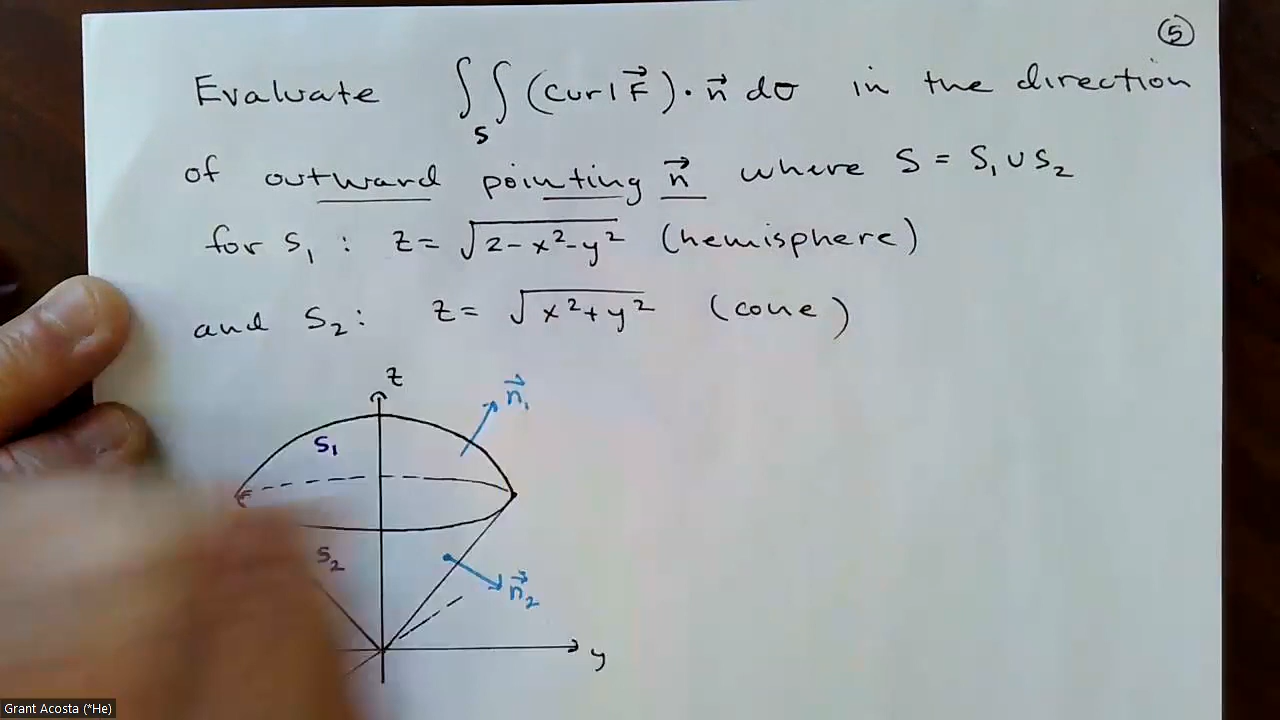 ⑤
Evaluate ∫∫_S (curl F⃗)·n⃗ dσ in the direction
of outward pointing n⃗ where S = S₁∪S₂
for S₁ : z = √(2-x²-y²) (hemisphere)
and S₂: z = √(x²+y²) (cone)
z
n⃗₁
S₁
S₂
n⃗₂
y
Grant Acosta (*He)